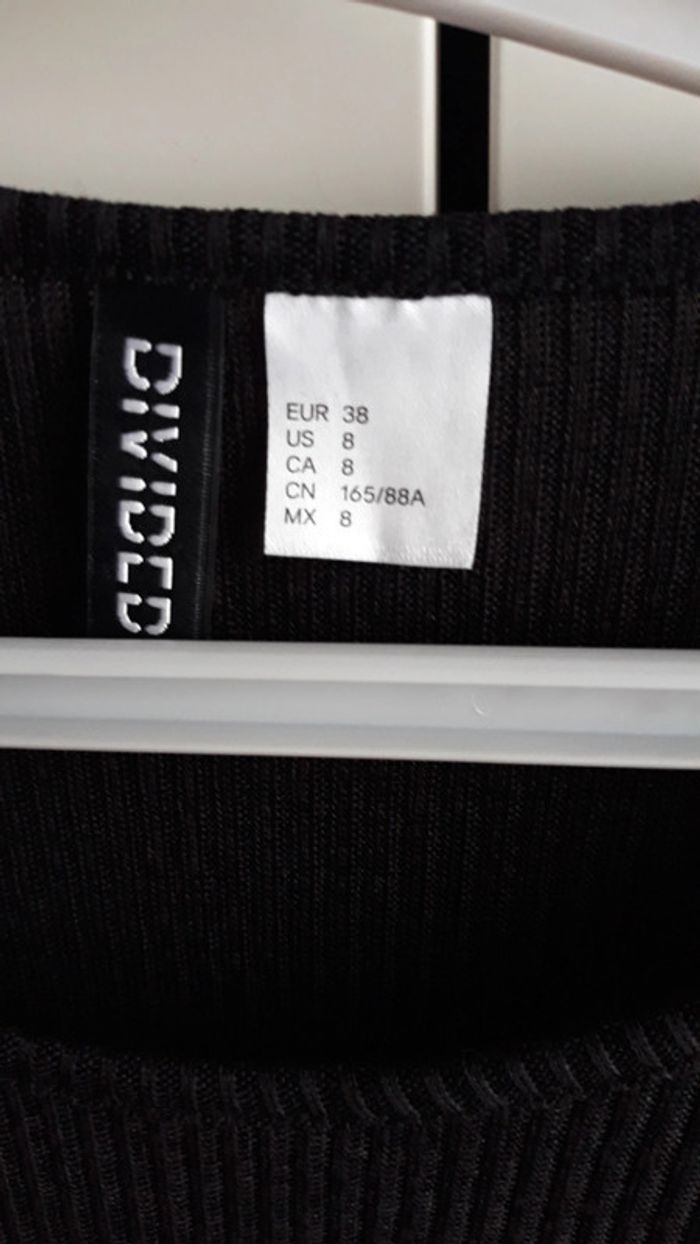 DIVIDED
EUR 38
US 8
CA 8
CN 165/88A
MX 8